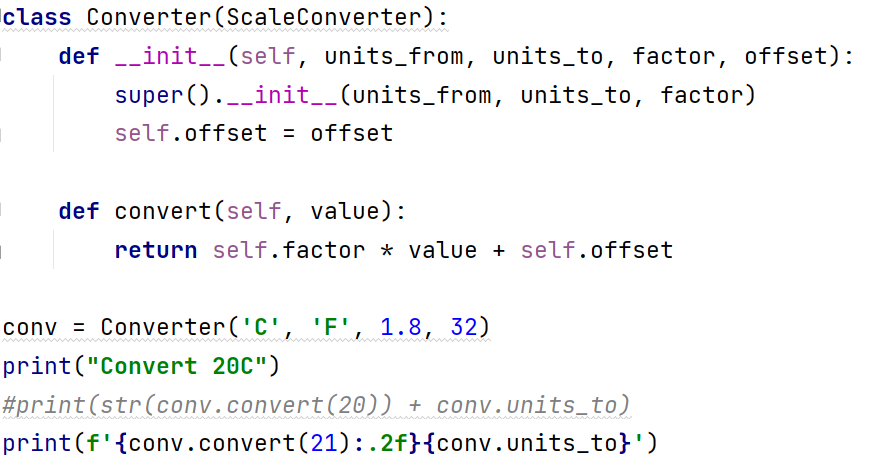 class Converter(ScaleConverter):
    def __init__(self, units_from, units_to, factor, offset):
        super().__init__(units_from, units_to, factor)
        self.offset = offset
    def convert(self, value):
        return self.factor * value + self.offset
conv = Converter('C', 'F', 1.8, 32)
print("Convert 20C")
#print(str(conv.convert(20)) + conv.units_to)
print(f'{conv.convert(21):.2f}{conv.units_to}')